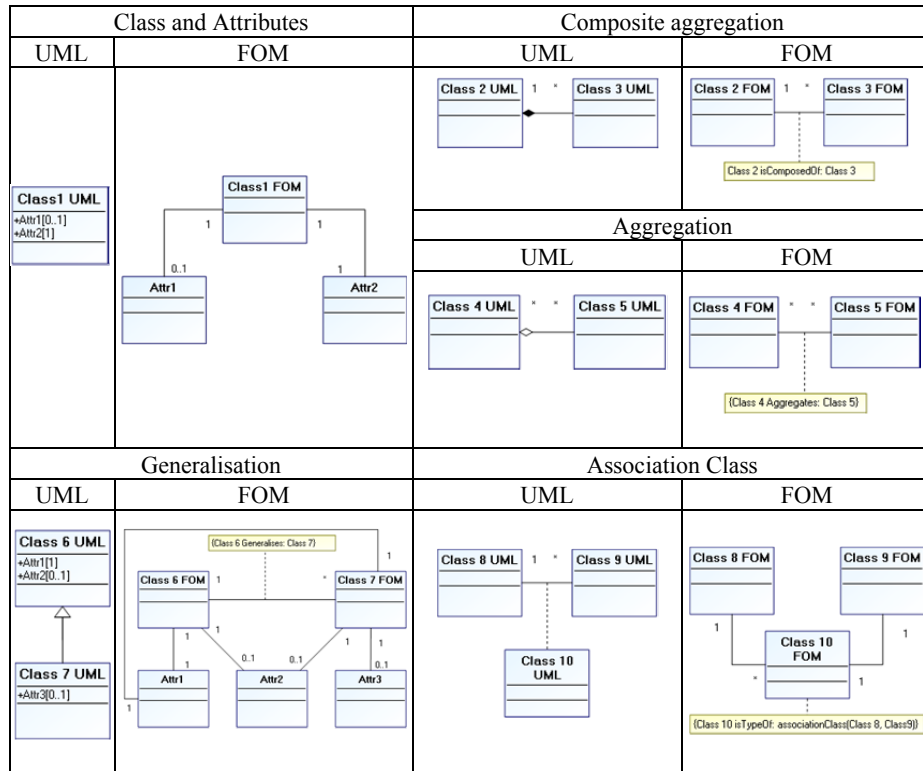 Class and Attributes
UML
FOM
Class1 UML
+Attr1[0..1]
+Attr2[1]
Class1 FOM
1
1
0..1
1
Attr1
Attr2
Composite aggregation
UML
FOM
Class 2 UML
1
*
Class 3 UML
Class 2 FOM
1
*
Class 3 FOM
Class 2 isComposedOf: Class 3
Aggregation
UML
FOM
Class 4 UML
*
*
Class 5 UML
Class 4 FOM
*
*
Class 5 FOM
{Class 4 Aggregates: Class 5}
Generalisation
UML
FOM
Class 6 UML
+Attr1[1]
+Attr2[0..1]
Class 7 UML
+Attr3[0..1]
{Class 6 Generalises: Class 7}
1
Class 6 FOM
1
*
Class 7 FOM
1
1
1
1
1
0..1
0..1
0..1
Attr1
Attr2
Attr3
1
Association Class
UML
FOM
Class 8 UML
1
*
Class 9 UML
Class 10
UML
Class 8 FOM
Class 9 FOM
1
1
Class 10
FOM
*
1
{Class 10 isTypeOf: associationClass(Class 8, Class9)}